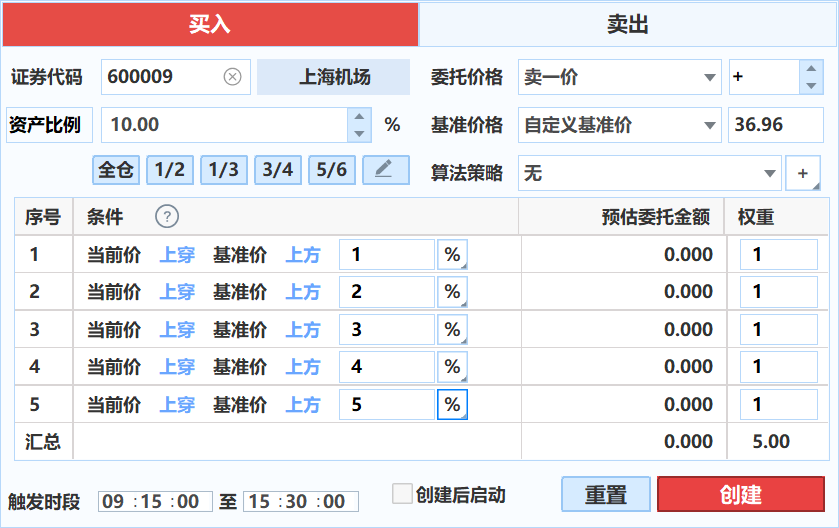 买入 卖出
证券代码 600009 上海机场 委托价格 卖一价 +
资产比例 10.00 % 基准价格 自定义基准价 36.96
全仓 1/2 1/3 3/4 5/6 算法策略 无 +
序号 条件 ? 预估委托金额 权重
1 当前价 上穿 基准价 上方 1 % 0.000 1
2 当前价 上穿 基准价 上方 2 % 0.000 1
3 当前价 上穿 基准价 上方 3 % 0.000 1
4 当前价 上穿 基准价 上方 4 % 0.000 1
5 当前价 上穿 基准价 上方 5 % 0.000 1
汇总 0.000 5.00
触发时段 09 : 15 : 00 至 15 : 30 : 00 创建后启动 重置 创建